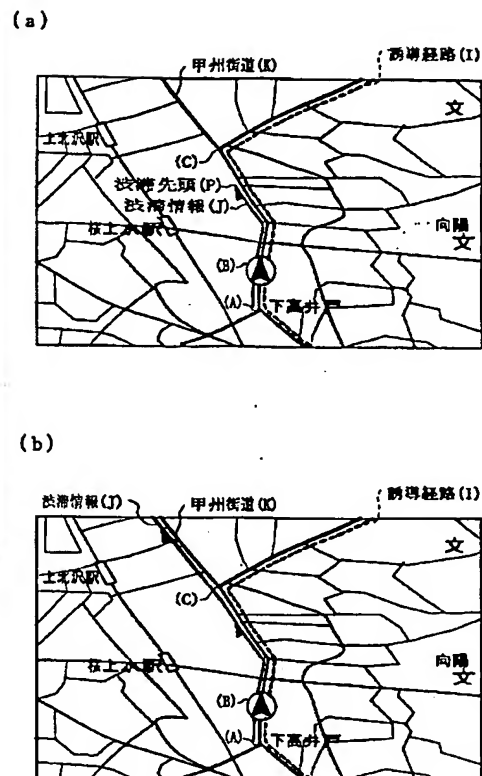 (a)
誘導経路(I)
甲州街道(K)
文
上北沢駅
(C)
渋滞先頭(P)
渋滞情報(J)
桜上水駅
向陽
文
(B)
(A)
下高井戸
(b)
渋滞情報(J)
甲州街道(K)
誘導経路(I)
文
上北沢駅
(C)
桜上水駅
向陽
文
(B)
(A)
下高井戸